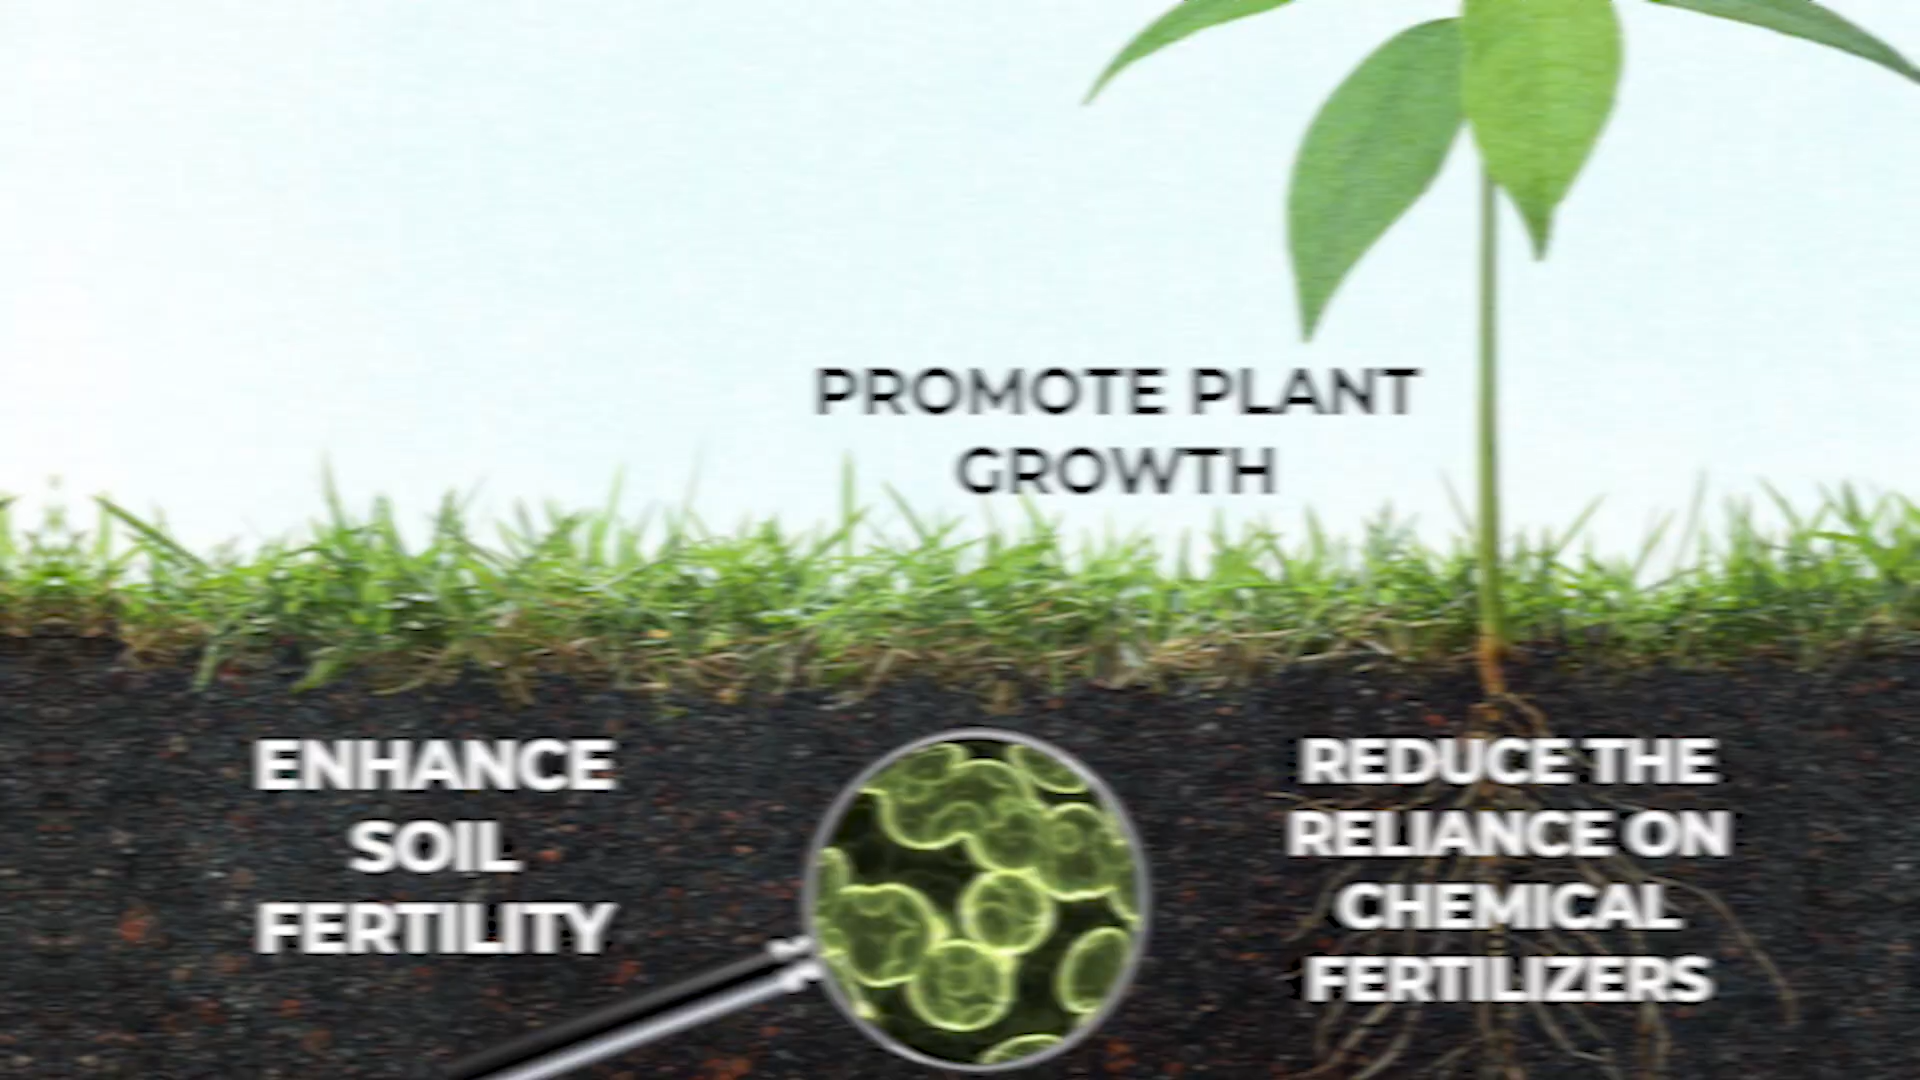 PROMOTE PLANT
GROWTH
ENHANCE
SOIL
FERTILITY
REDUCE THE
RELIANCE ON
CHEMICAL
FERTILIZERS